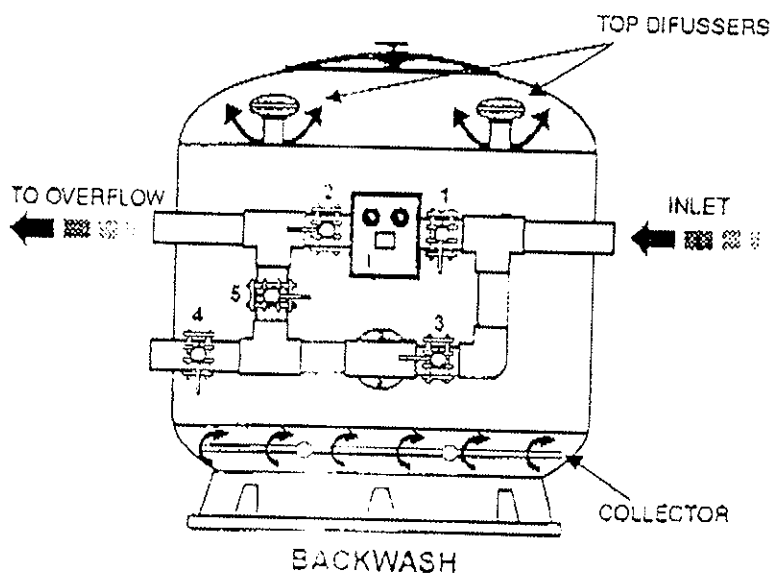 TOP DIFUSSERS
TO OVERFLOW
2
1
INLET
5
4
3
COLLECTOR
BACKWASH